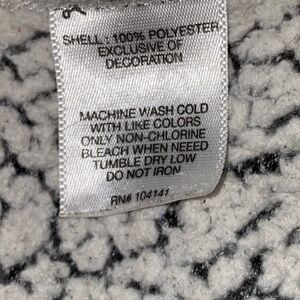 SHELL : 100% POLYESTER
EXCLUSIVE OF
DECORATION
MACHINE WASH COLD
WITH LIKE COLORS
ONLY NON-CHLORINE
BLEACH WHEN NEEED
TUMBLE DRY LOW
DO NOT IRON
RN# 104141